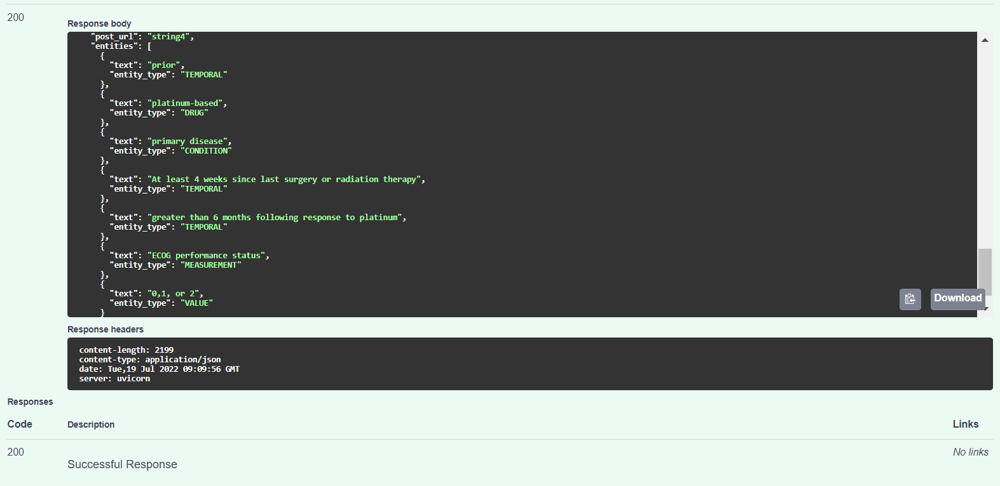 200
Response body
"post_url": "string4",
"entities": [
{
"text": "prior",
"entity_type": "TEMPORAL"
},
{
"text": "platinum-based",
"entity_type": "DRUG"
},
{
"text": "primary disease",
"entity_type": "CONDITION"
},
{
"text": "At least 4 weeks since last surgery or radiation therapy",
"entity_type": "TEMPORAL"
},
{
"text": "greater than 6 months following response to platinum",
"entity_type": "TEMPORAL"
},
{
"text": "ECOG performance status",
"entity_type": "MEASUREMENT"
},
{
"text": "0,1, or 2",
"entity_type": "VALUE"
}
Download
Response headers
content-length: 2199
content-type: application/json
date: Tue,19 Jul 2022 09:09:56 GMT
server: uvicorn
Responses
Code Description Links
200 Successful Response No links